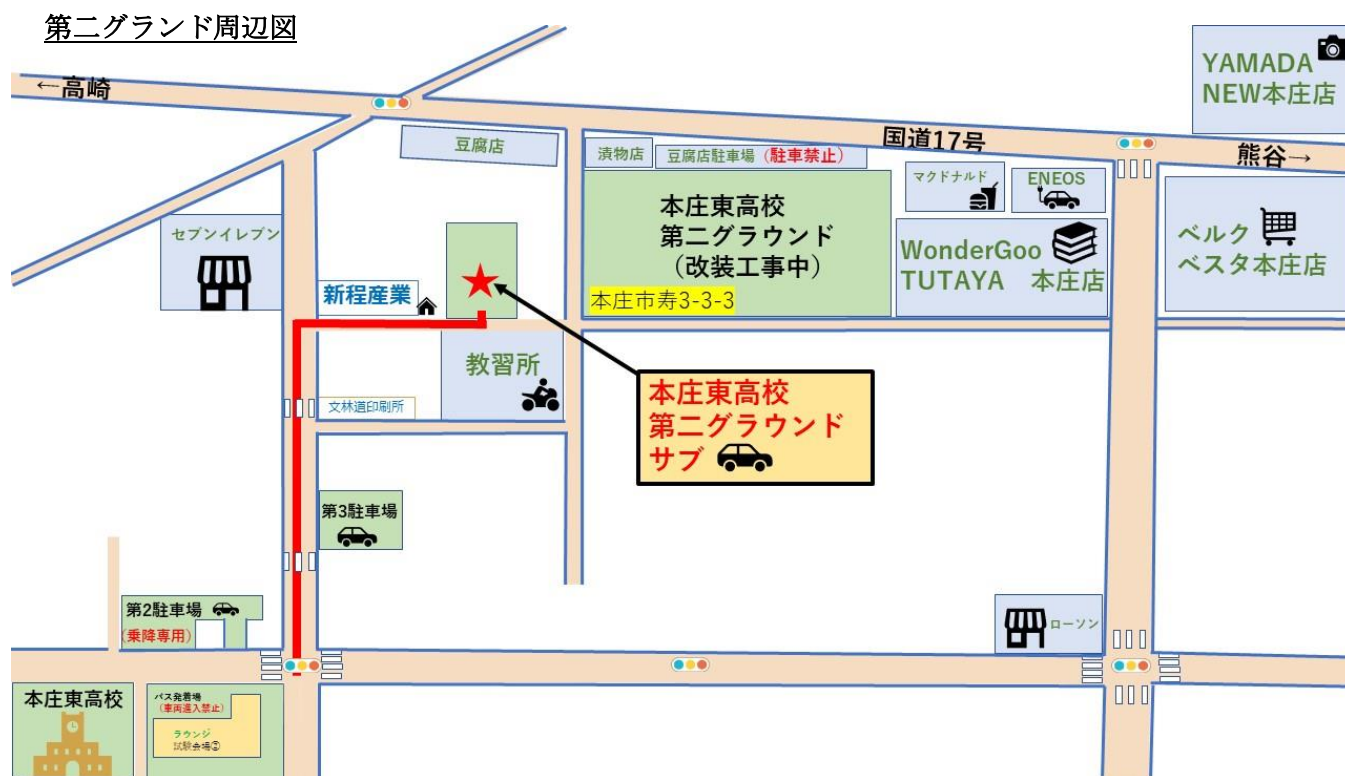 第二グランド周辺図
←高崎
YAMADA
NEW本庄店
国道17号
熊谷→
豆腐店
漬物店
豆腐店駐車場（駐車禁止）
マクドナルド
ENEOS
セブンイレブン
本庄東高校
第二グラウンド
（改装工事中）
本庄市寿3-3-3
WonderGoo
TUTAYA　本庄店
ベルク
ベスタ本庄店
新程産業
教習所
文林道印刷所
本庄東高校
第二グラウンド
サブ
第3駐車場
第2駐車場
（乗降専用）
ローソン
本庄東高校
バス発着場
（車両進入禁止）
ラウンジ
試験会場②